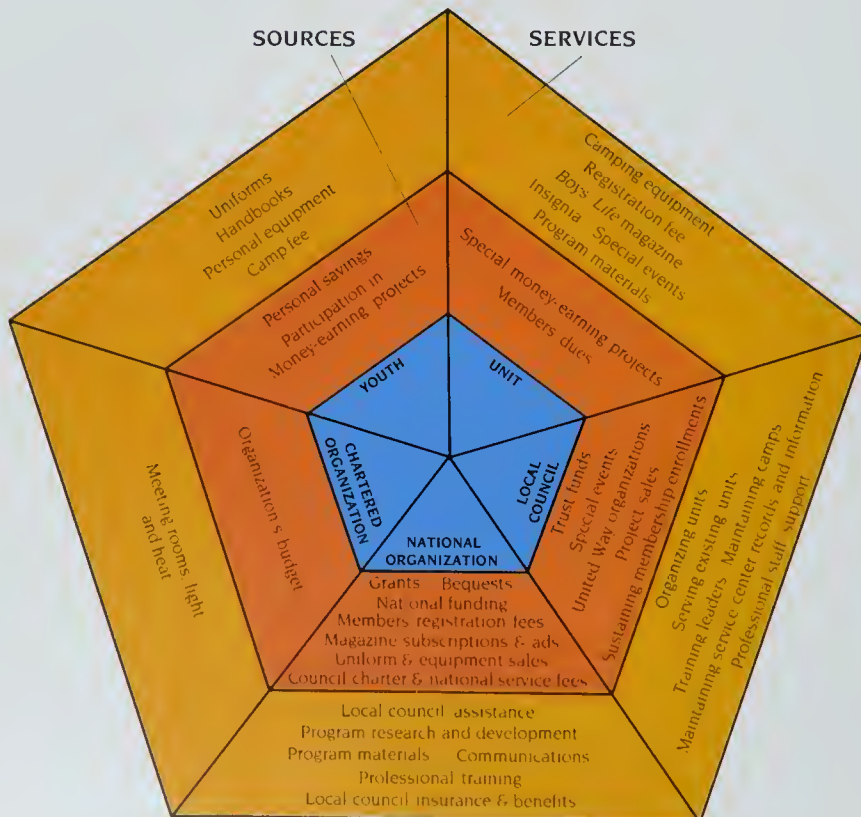 SOURCES
SERVICES
Uniforms
Handbooks
Personal equipment
Camp fee
Camping equipment
Registration fee
Boys' Life magazine
Insignia Special events
Program materials
Personal savings
Participation in
Money-earning projects
Special money-earning projects
Members dues
YOUTH
UNIT
CHARTERED
ORGANIZATION
LOCAL
COUNCIL
NATIONAL
ORGANIZATION
Meeting rooms, light
and heat
Organization s budget
Trust funds
Special events
United Way organizations
Project sales
Sustaining membership enrollments
Organizing units
Serving existing units
Training leaders Maintaining camps
Maintaining service center records and information
Professional staff support
Grants Bequests
National funding
Members registration fees
Magazine subscriptions & ads
Uniform & equipment sales
Council charter & national service fees
Local council assistance
Program research and development
Program materials Communications
Professional training
Local council insurance & benefits